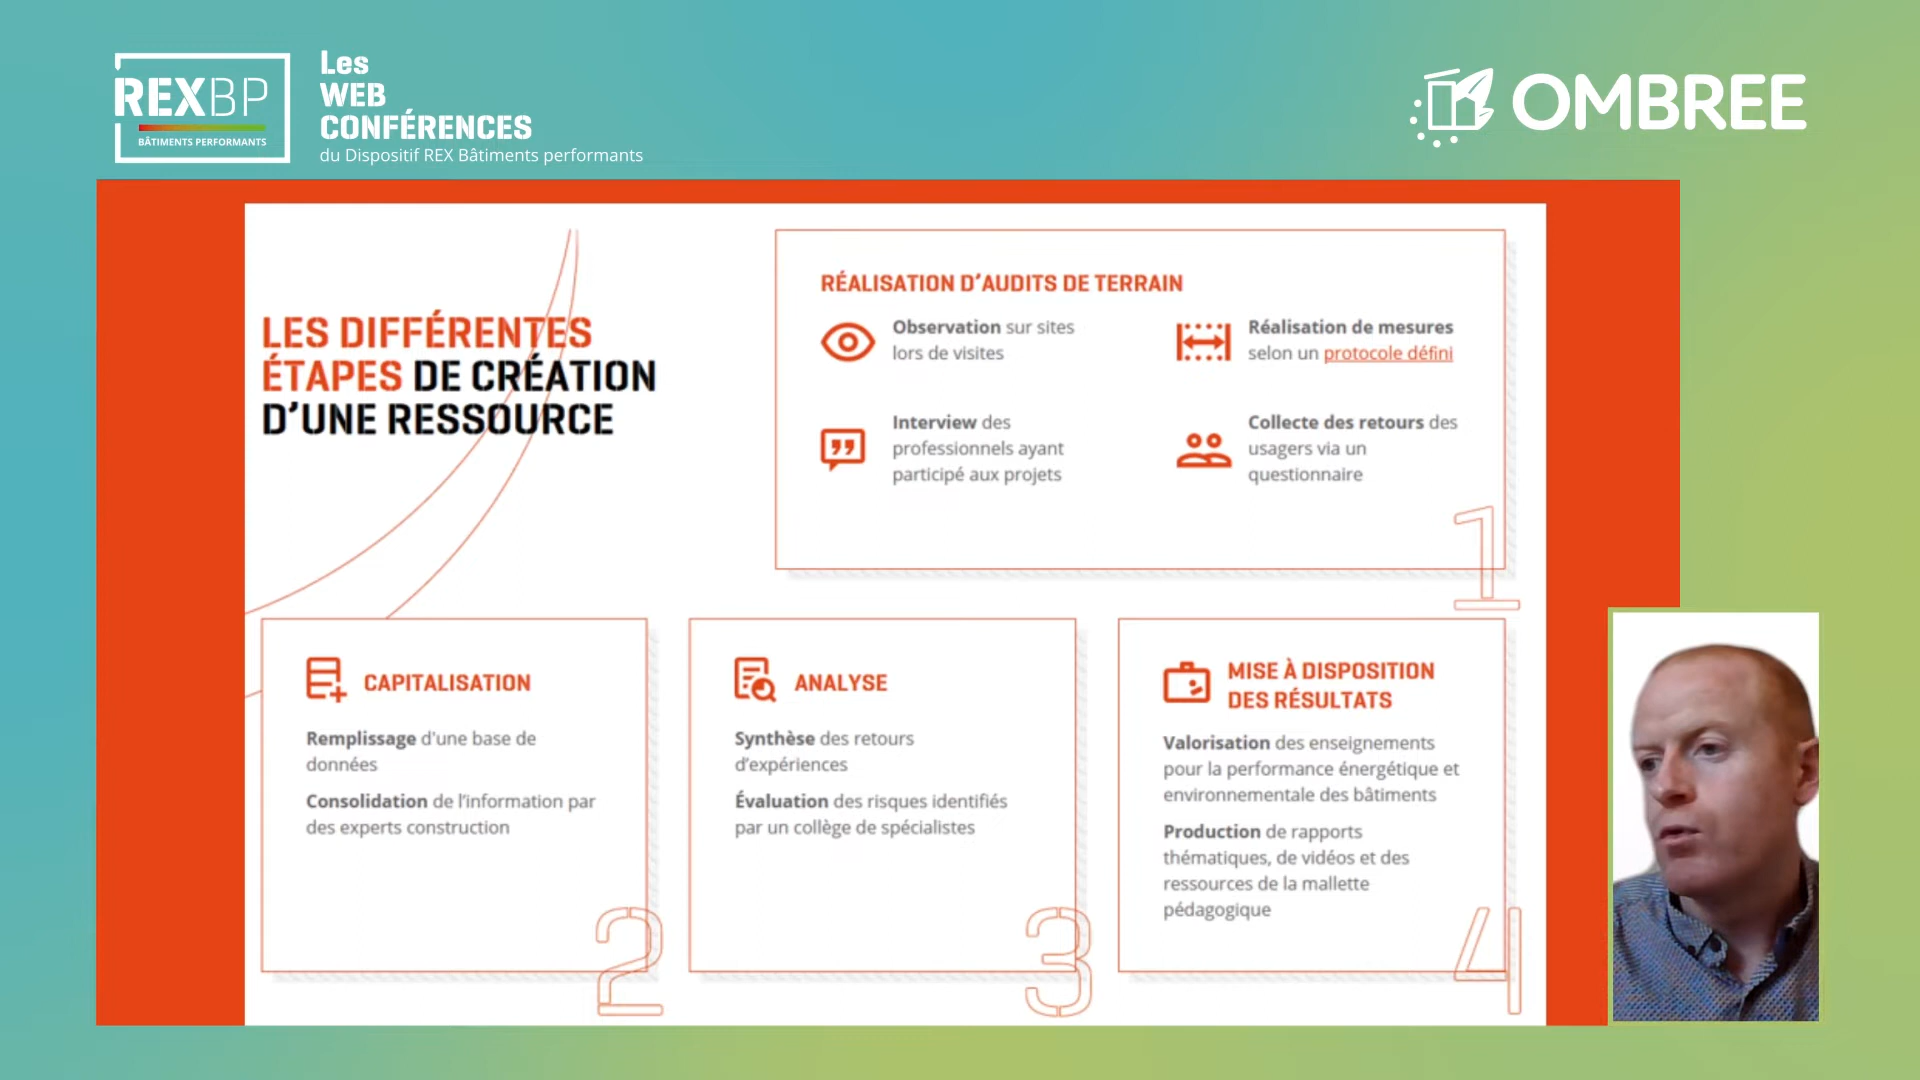 REXBP
BÂTIMENTS PERFORMANTS
Les
WEB
CONFÉRENCES
du Dispositif REX Bâtiments performants
OMBREE
LES DIFFÉRENTES
ÉTAPES DE CRÉATION
D’UNE RESSOURCE
RÉALISATION D’AUDITS DE TERRAIN
Observation sur sites
lors de visites
Réalisation de mesures
selon un protocole défini
Interview des
professionnels ayant
participé aux projets
Collecte des retours des
usagers via un
questionnaire
1
CAPITALISATION
Remplissage d'une base de
données
Consolidation de l’information par
des experts construction
2
ANALYSE
Synthèse des retours
d’expériences
Évaluation des risques identifiés
par un collège de spécialistes
3
MISE À DISPOSITION
DES RÉSULTATS
Valorisation des enseignements
pour la performance énergétique et
environnementale des bâtiments
Production de rapports
thématiques, de vidéos et des
ressources de la mallette
pédagogique
4